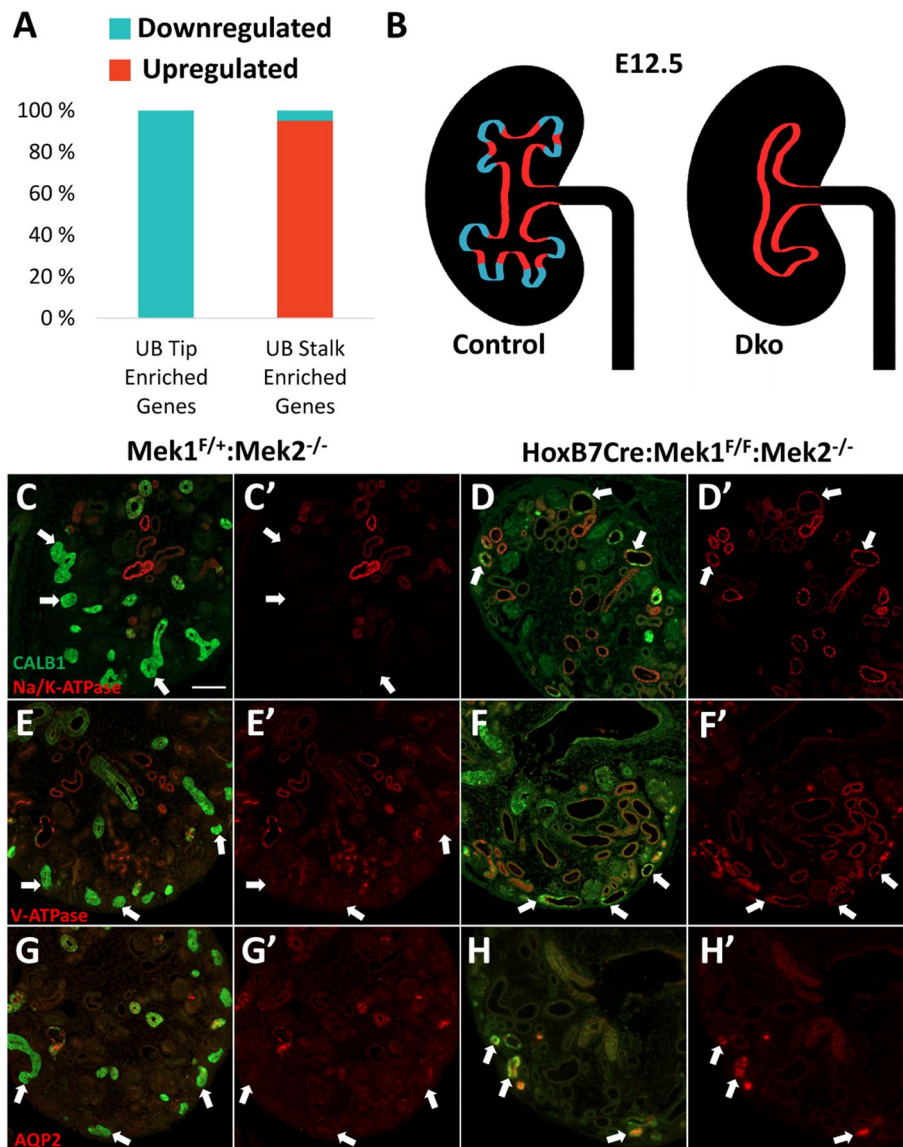 A
Downregulated
Upregulated
100 %
80 %
60 %
40 %
20 %
0 %
UB Tip
Enriched
Genes
UB Stalk
Enriched
Genes
B
E12.5
Control
Dko
Mek1F/+:Mek2-/-
HoxB7Cre:Mek1F/F:Mek2-/-
C
CALB1
Na/K-ATPase
C’
D
D’
E
V-ATPase
E’
F
F’
G
AQP2
G’
H
H’